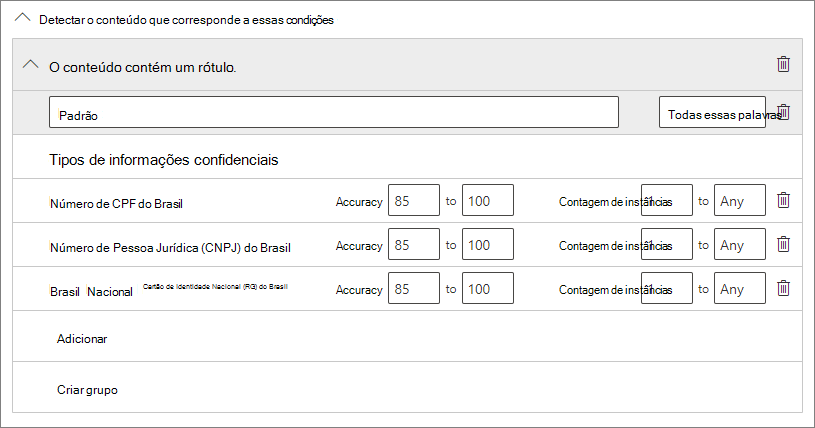 Detectar o conteúdo que corresponde a essas condições
O conteúdo contém um rótulo.
Padrão Todas essas palavras
Tipos de informações confidenciais
Número de CPF do Brasil Accuracy 85 to 100 Contagem de instâncias 1 to Any
Número de Pessoa Jurídica (CNPJ) do Brasil Accuracy 85 to 100 Contagem de instâncias 1 to Any
Brasil Nacional Cartão de Identidade Nacional (RG) do Brasil Accuracy 85 to 100 Contagem de instâncias 1 to Any
Adicionar
Criar grupo